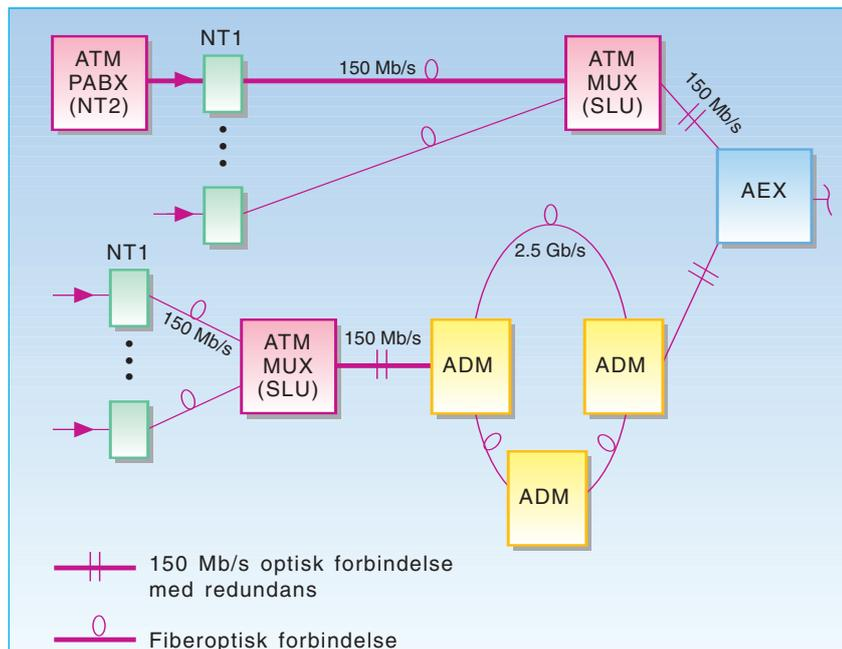 NT1
ATM
PABX
(NT2)
150 Mb/s
ATM
MUX
(SLU)
150 Mb/s
AEX
NT1
2.5 Gb/s
150 Mb/s
ATM
MUX
(SLU)
150 Mb/s
ADM
ADM
ADM
150 Mb/s optisk forbindelse
med redundans
Fiberoptisk forbindelse